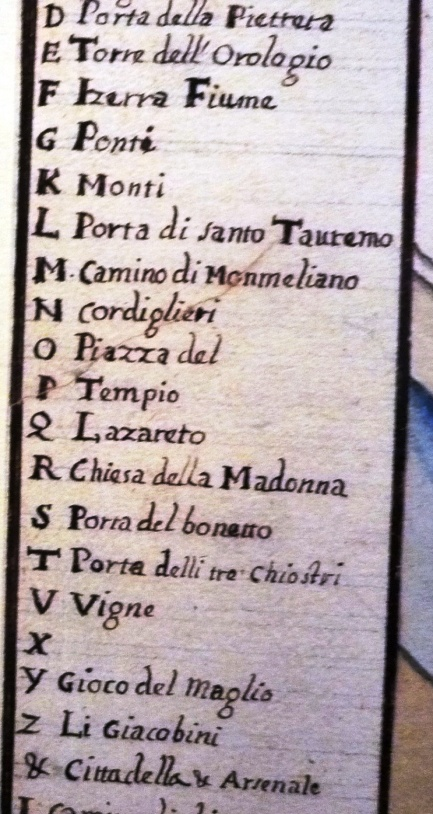 D Porta della Pietrera
E Torre dell' Orologio
F Izerra Fiume
G Ponti
K Monti
L Porta di santo Tauremo
M. Camino di Monmeliano
N Cordiglieri
O Piazza del
P Tempio
Q Lazareto
R Chiesa della Madonna
S Porta del bonetto
T Porta delli tre chiostri
V Vigne
X
Y Gioco del Maglio
Z Li Giacobini
& Cittadella & Arsenale